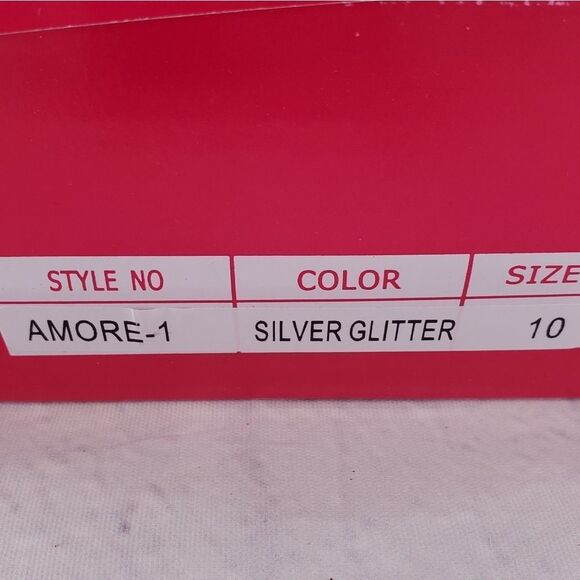 STYLE NO COLOR SIZE
AMORE-1 SILVER GLITTER 10